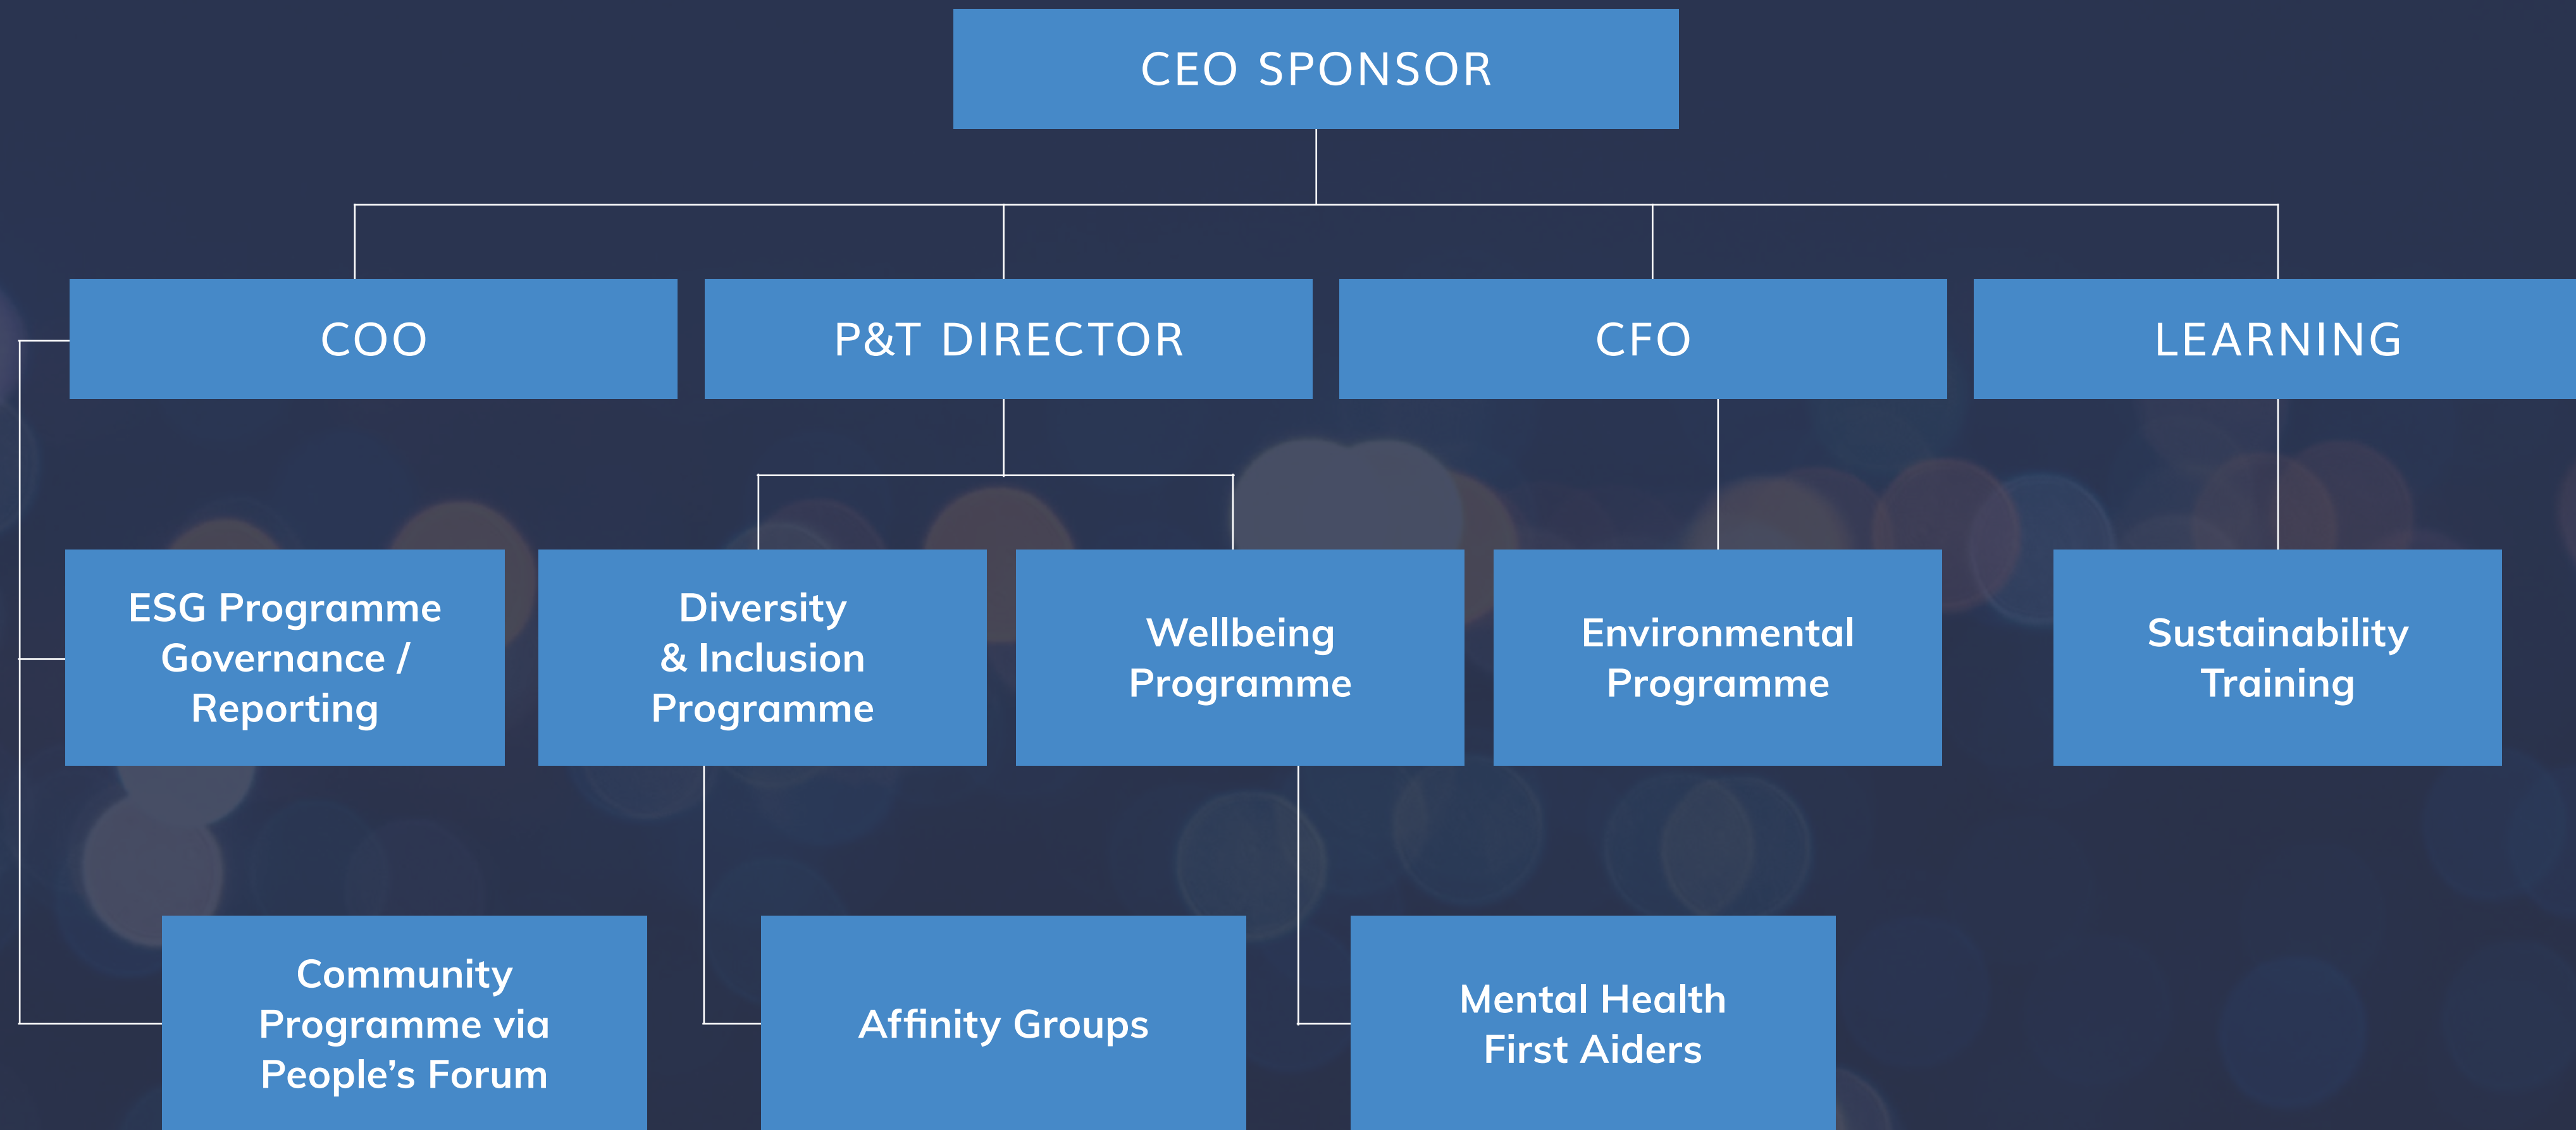 CEO SPONSOR
COO
P&T DIRECTOR
CFO
LEARNING
ESG Programme
Governance /
Reporting
Diversity
& Inclusion
Programme
Wellbeing
Programme
Environmental
Programme
Sustainability
Training
Community
Programme via
People’s Forum
Affinity Groups
Mental Health
First Aiders